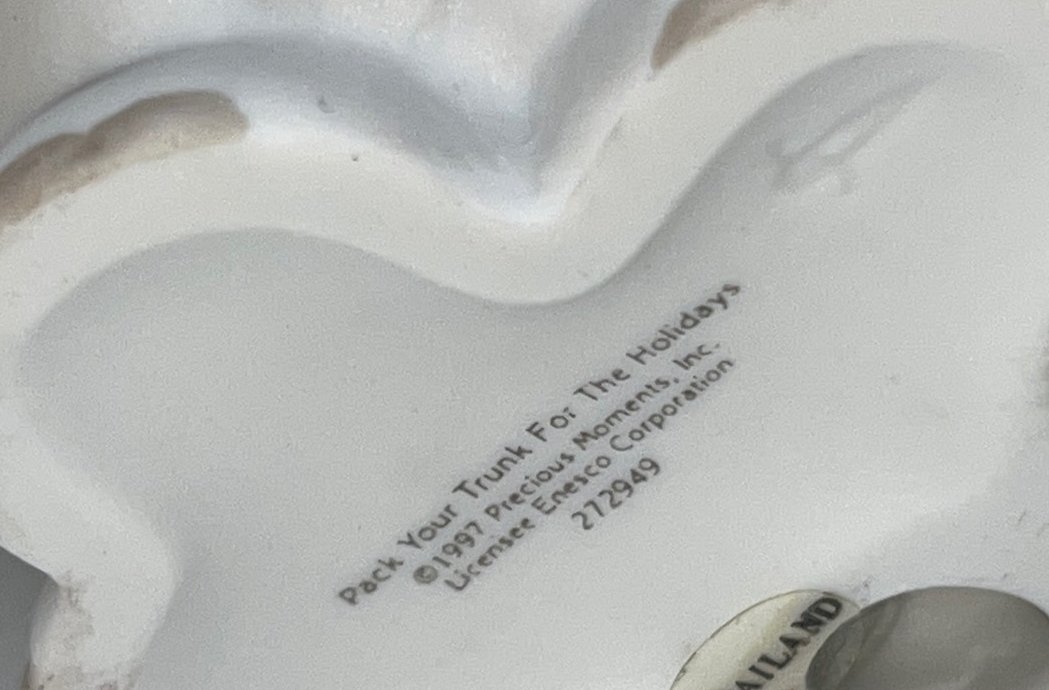 Pack Your Trunk For The Holidays
©1997 Precious Moments, Inc.
Licensee Enesco Corporation
272949
AILAND